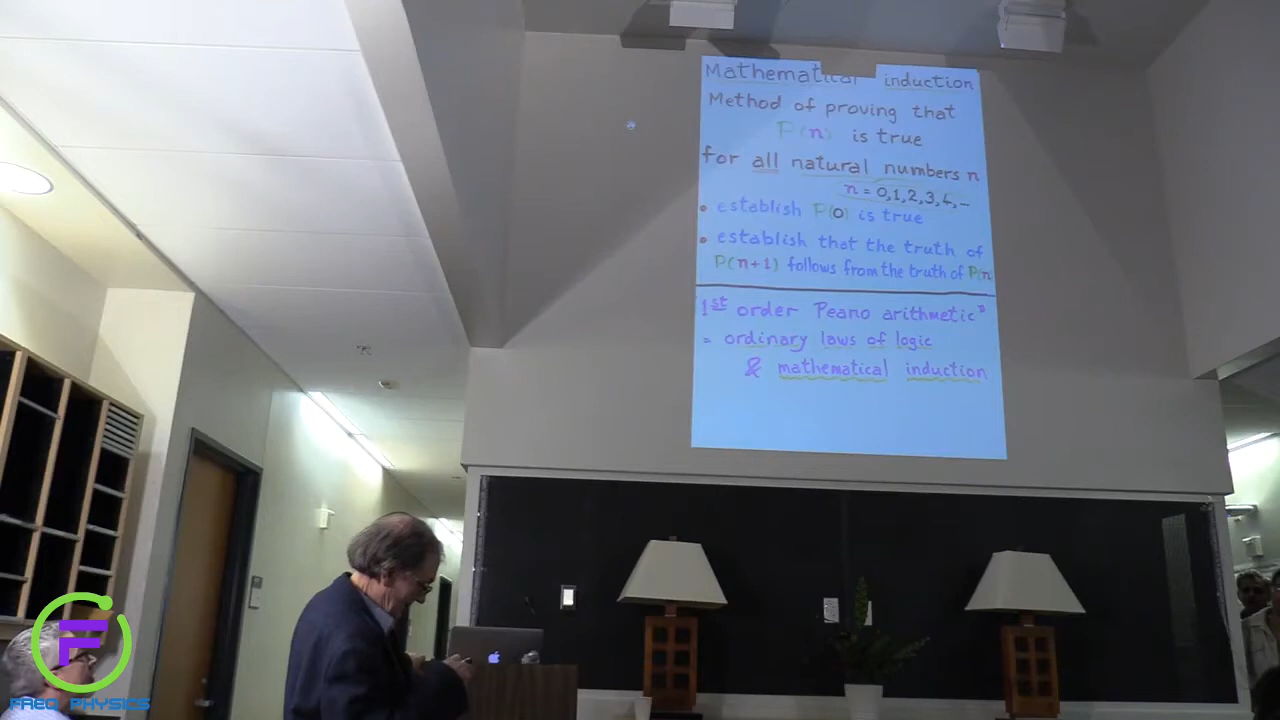 Mathematical induction
Method of proving that
P(n) is true
for all natural numbers n
n = 0,1,2,3,4,--
• establish P(0) is true
• establish that the truth of
P(n+1) follows from the truth of P(n
1st order Peano arithmetic"
= ordinary laws of logic
& mathematical induction
F
FREQ PHYSICS